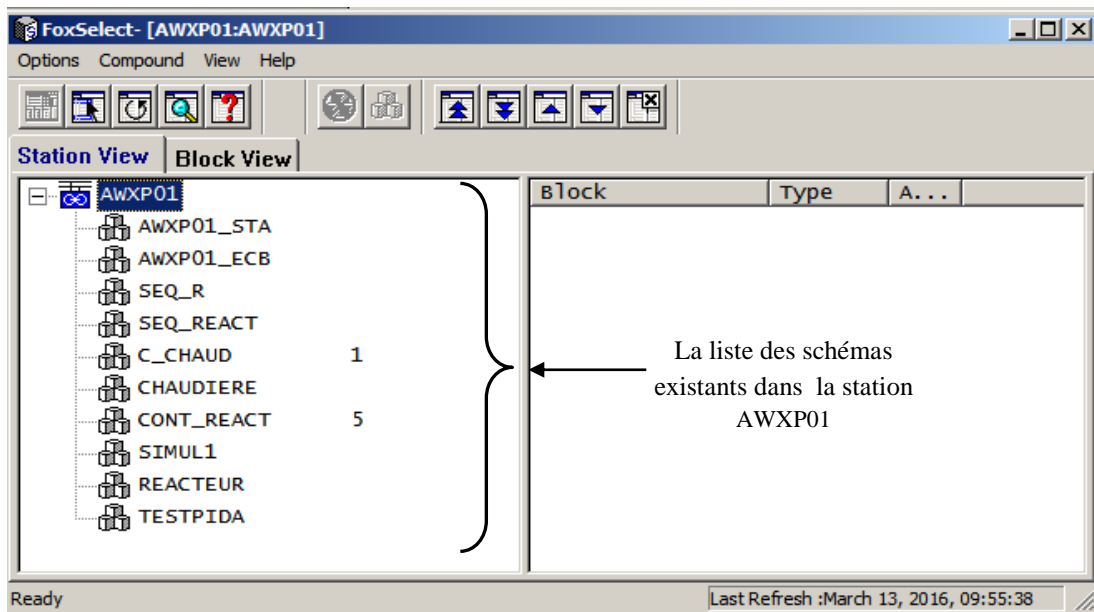 FoxSelect- [AWXP01:AWXP01]
Options Compound View Help
Station View Block View
AWXP01
AWXP01_STA
AWXP01_ECB
SEQ_R
SEQ_REACT
C_CHAUD 1
CHAUDIERE
CONT_REACT 5
SIMUL1
REACTEUR
TESTPIDA
Block Type A...
La liste des schémas
existants dans la station
AWXP01
Ready Last Refresh :March 13, 2016, 09:55:38